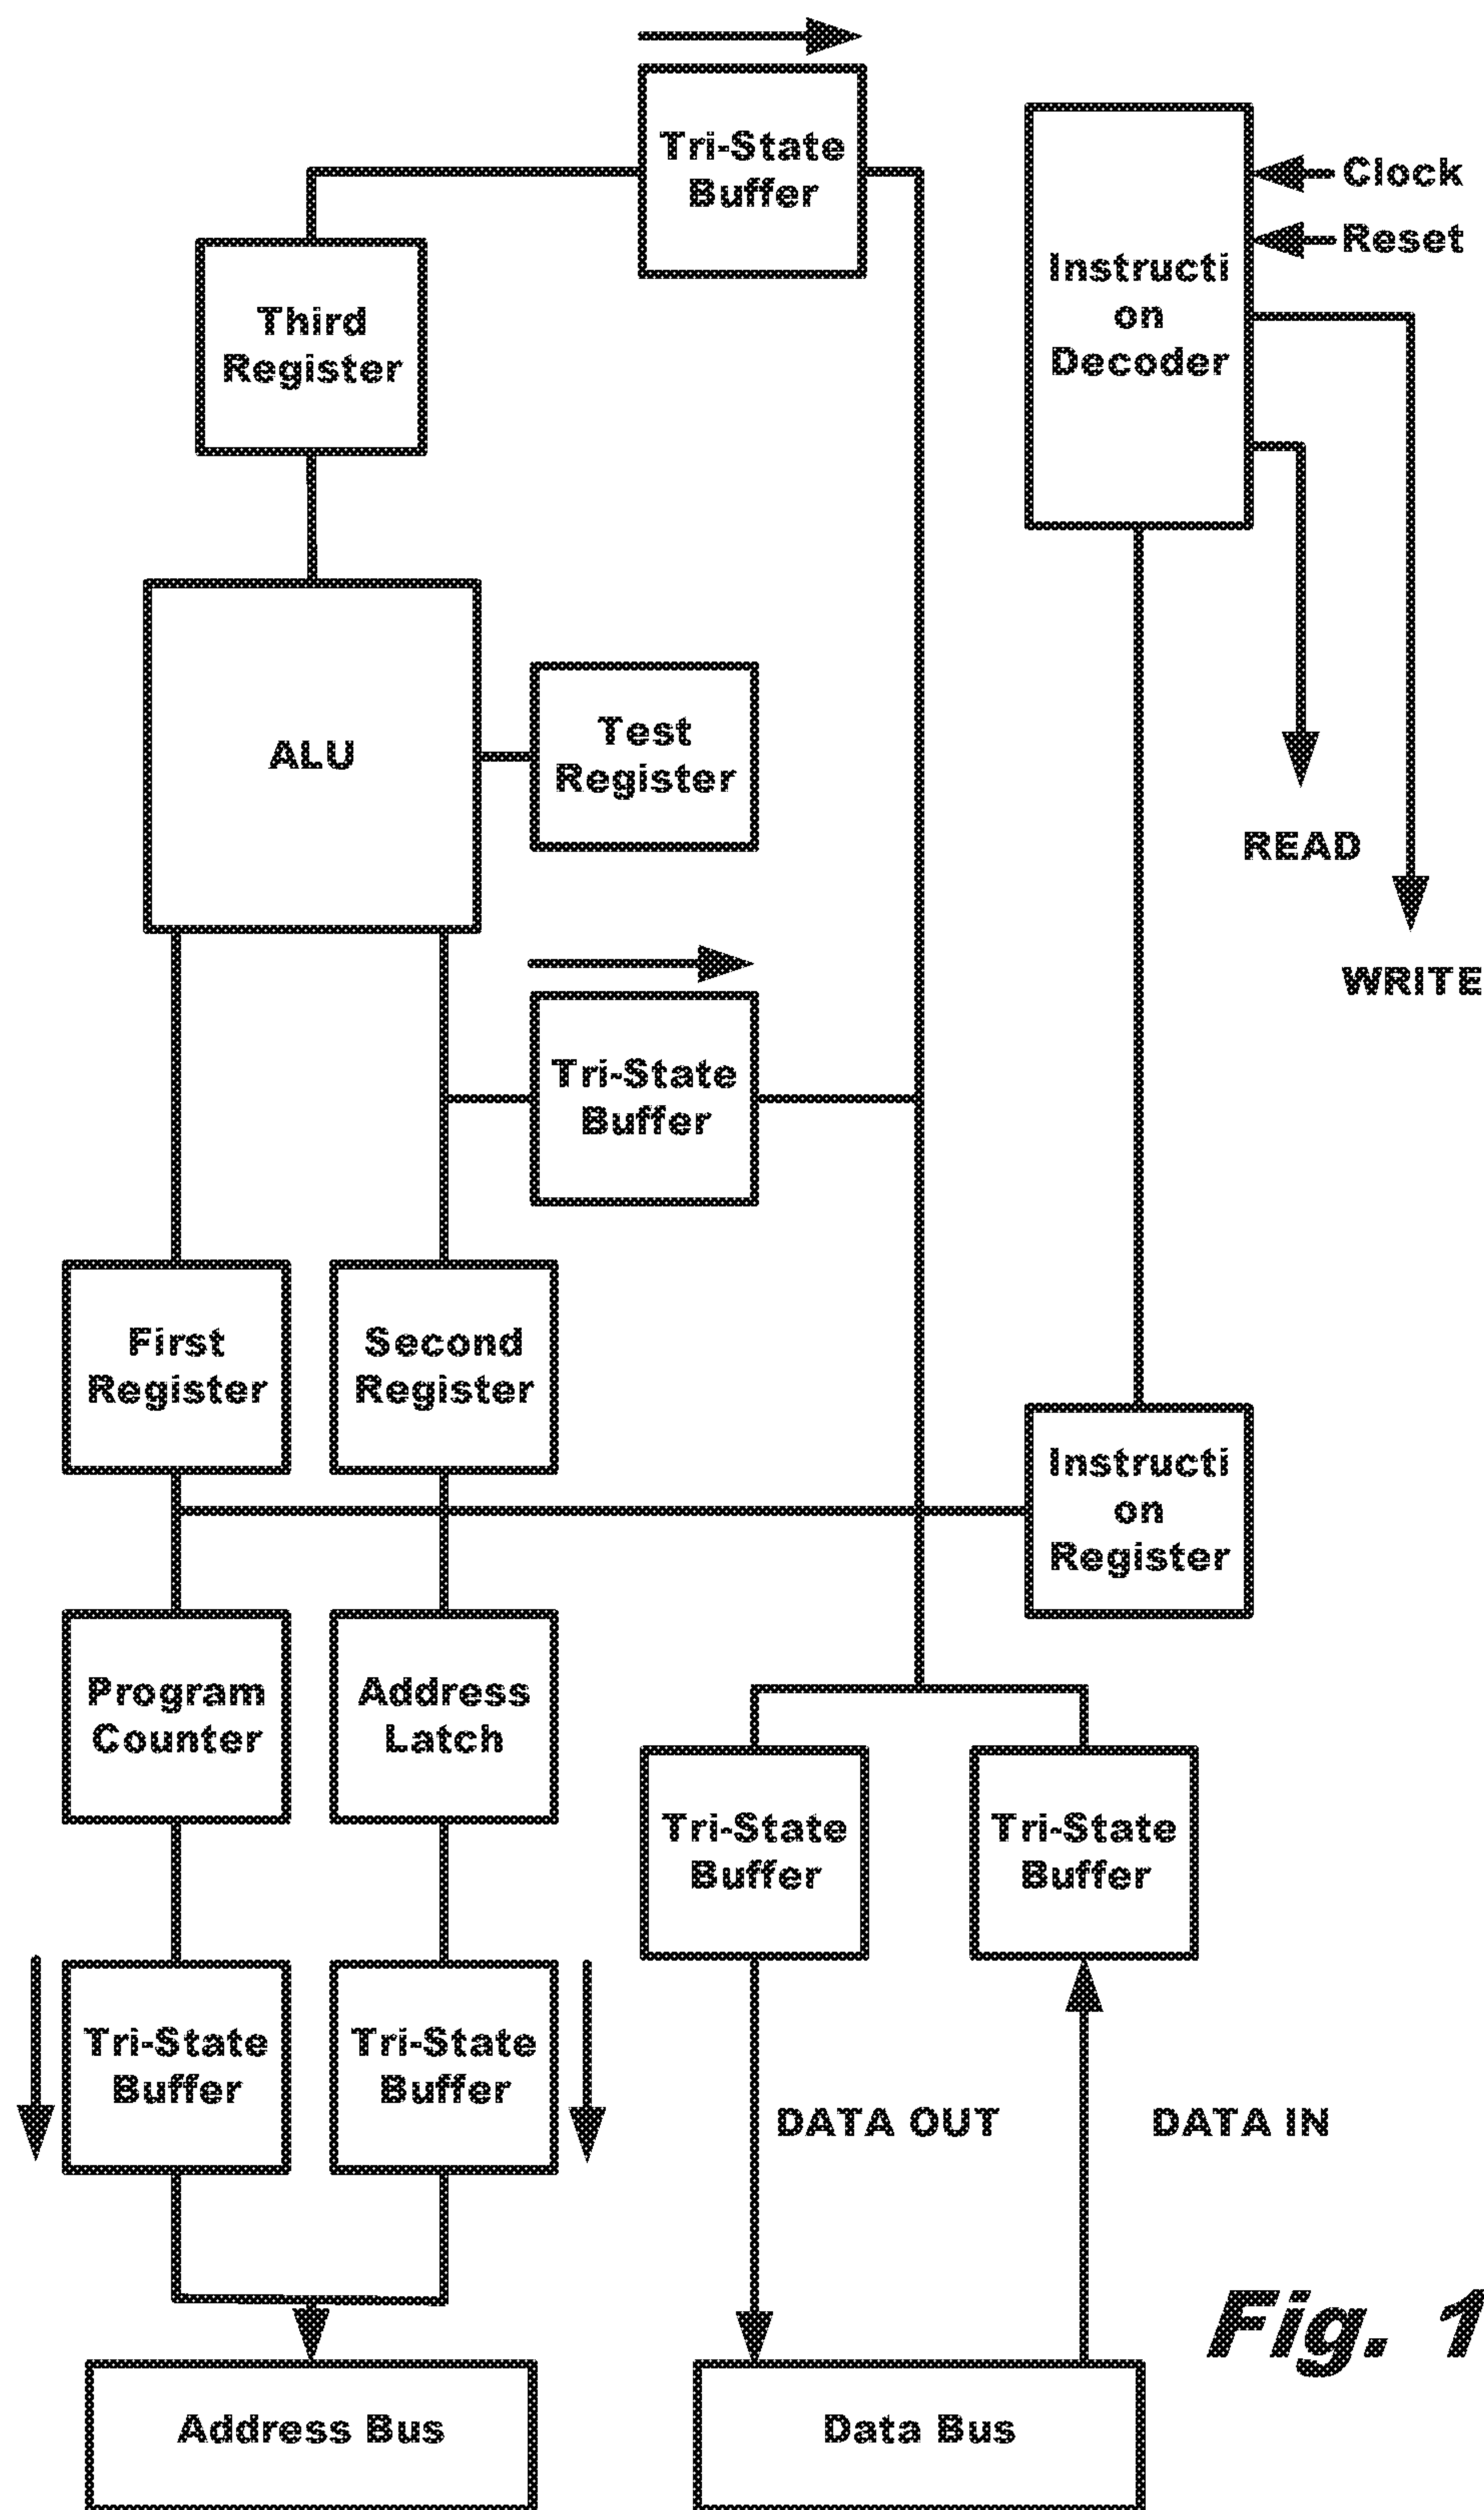 Tri-State
Buffer
Clock
Reset
Instructi
on
Decoder
Third
Register
ALU
Test
Register
READ
WRITE
Tri-State
Buffer
First
Register
Second
Register
Instructi
on
Register
Program
Counter
Address
Latch
Tri-State
Buffer
Tri-State
Buffer
Tri-State
Buffer
Tri-State
Buffer
DATA OUT
DATA IN
Fig. 1
Address Bus
Data Bus